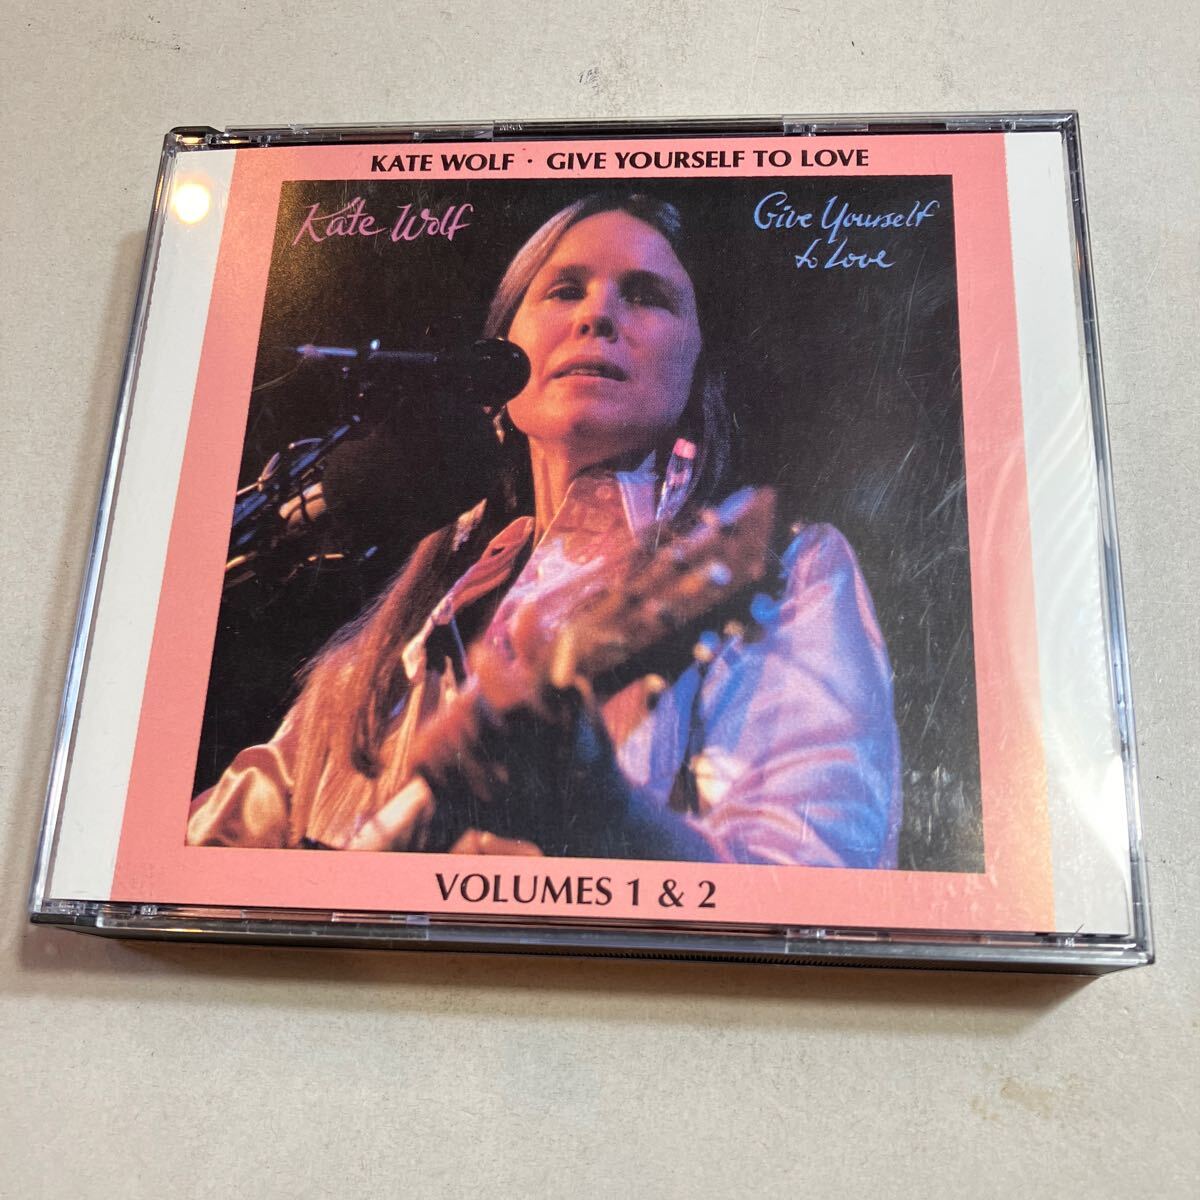 KATE WOLF · GIVE YOURSELF TO LOVE
Kate Wolf
Give Yourself
to Love
VOLUMES 1 & 2